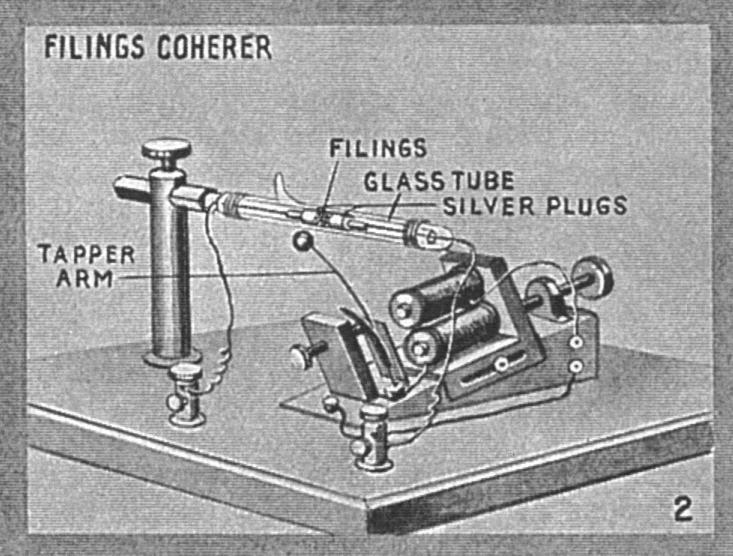 FILINGS COHERER
FILINGS
GLASS TUBE
SILVER PLUGS
TAPPER
ARM
2